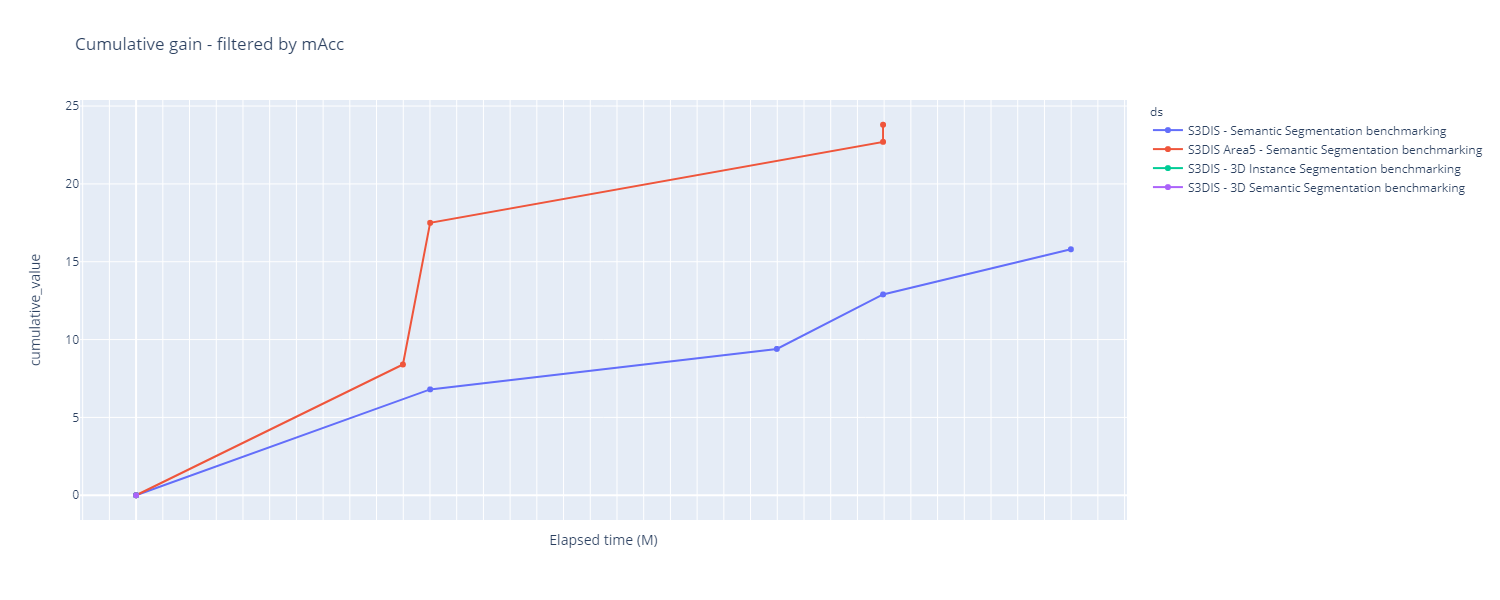 Cumulative gain - filtered by mAcc
25
20
15
10
5
0
cumulative_value
Elapsed time (M)
ds
S3DIS - Semantic Segmentation benchmarking
S3DIS Area5 - Semantic Segmentation benchmarking
S3DIS - 3D Instance Segmentation benchmarking
S3DIS - 3D Semantic Segmentation benchmarking